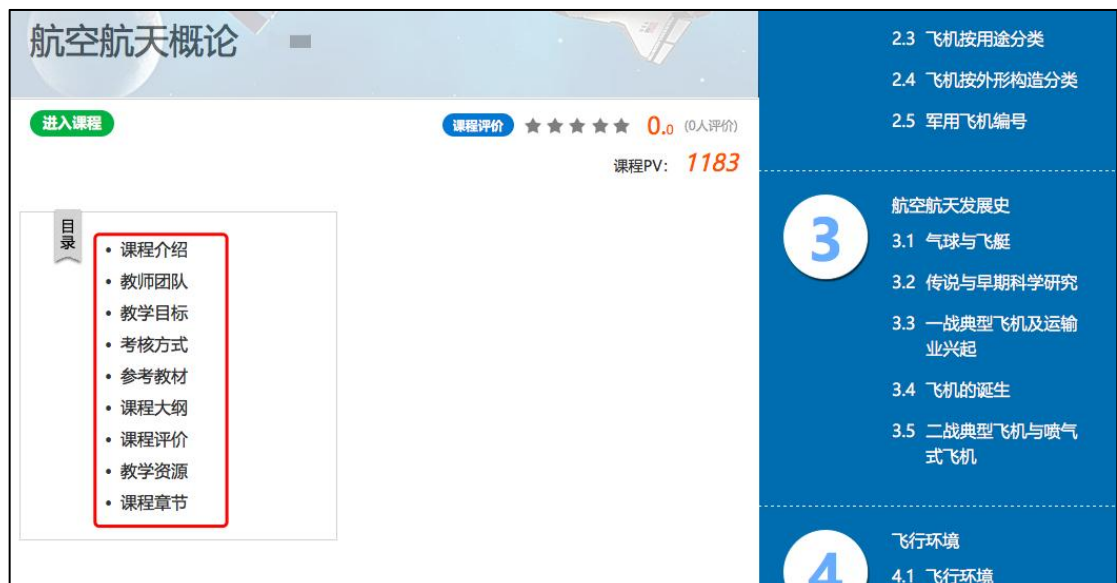 航空航天概论
进入课程
课程评价 0.0 (0人评价)
课程PV: 1183
目录
• 课程介绍
• 教师团队
• 教学目标
• 考核方式
• 参考教材
• 课程大纲
• 课程评价
• 教学资源
• 课程章节
2.3 飞机按用途分类
2.4 飞机按外形构造分类
2.5 军用飞机编号
3
航空航天发展史
3.1 气球与飞艇
3.2 传说与早期科学研究
3.3 一战典型飞机及运输
业兴起
3.4 飞机的诞生
3.5 二战典型飞机与喷气
式飞机
4
飞行环境
4.1 飞行环境